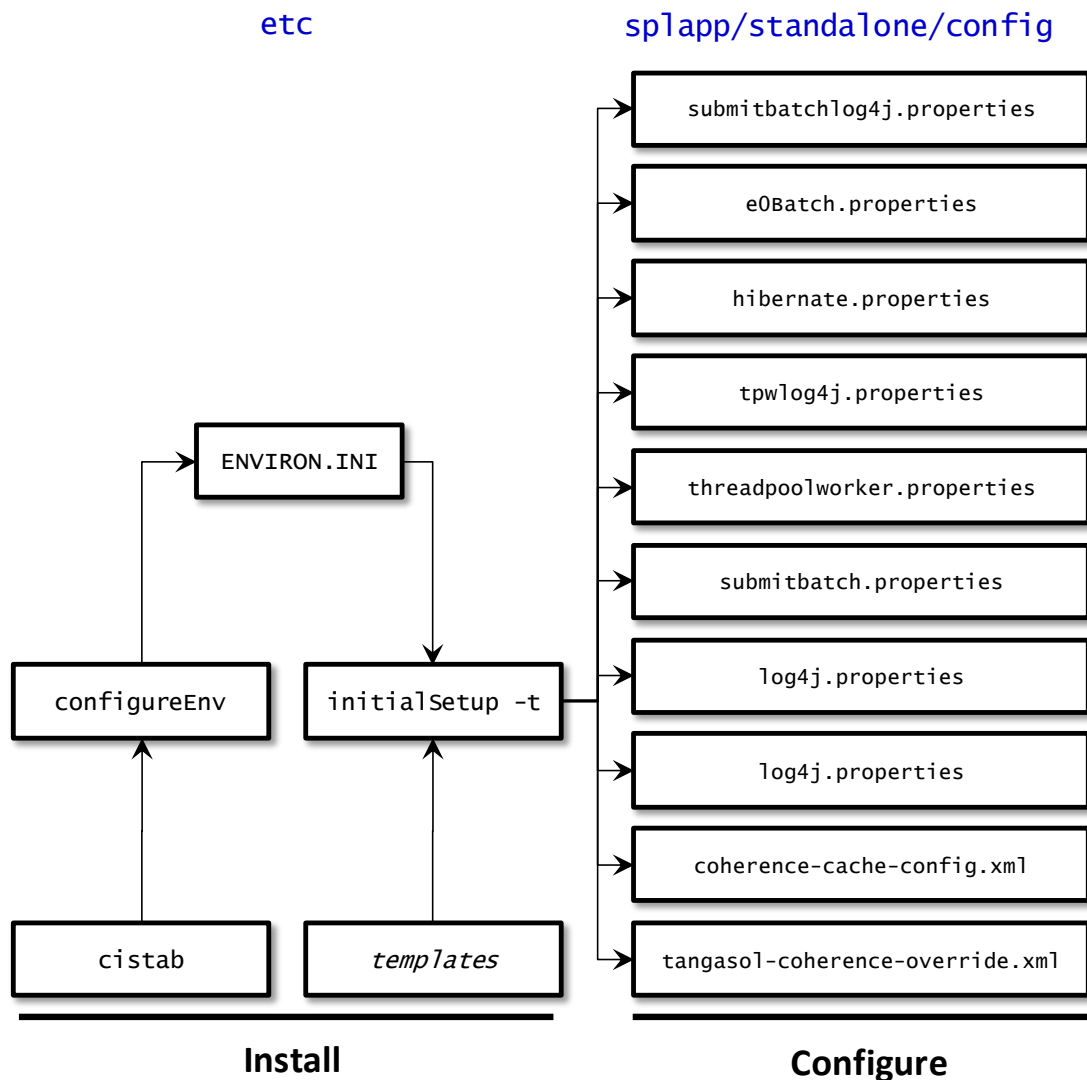 etc
splapp/standalone/config
submitbatchlog4j.properties
e0Batch.properties
hibernate.properties
tpwlog4j.properties
ENVIRON.INI
threadpoolworker.properties
submitbatch.properties
configureEnv
initialSetup -t
log4j.properties
log4j.properties
coherence-cache-config.xml
cistab
templates
tangasol-coherence-override.xml
Install
Configure